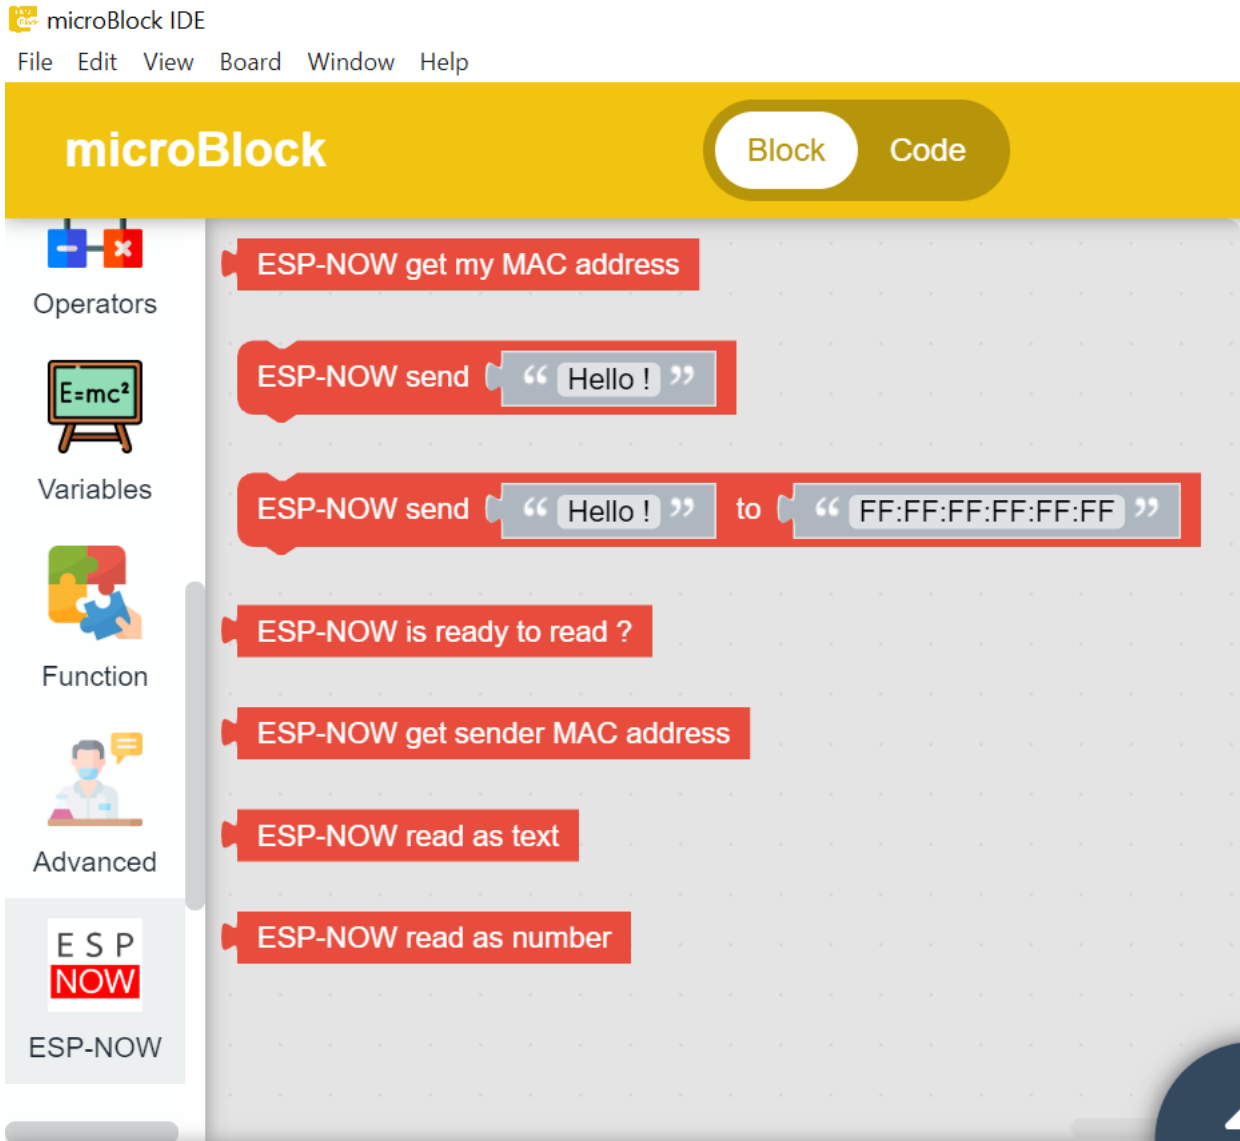 microBlock IDE
File Edit View Board Window Help
microBlock
Block Code
Operators
E=mc²
Variables
Function
Advanced
E S P
NOW
ESP-NOW
ESP-NOW get my MAC address
ESP-NOW send “ Hello ! ”
ESP-NOW send “ Hello ! ” to “ FF:FF:FF:FF:FF:FF ”
ESP-NOW is ready to read ?
ESP-NOW get sender MAC address
ESP-NOW read as text
ESP-NOW read as number